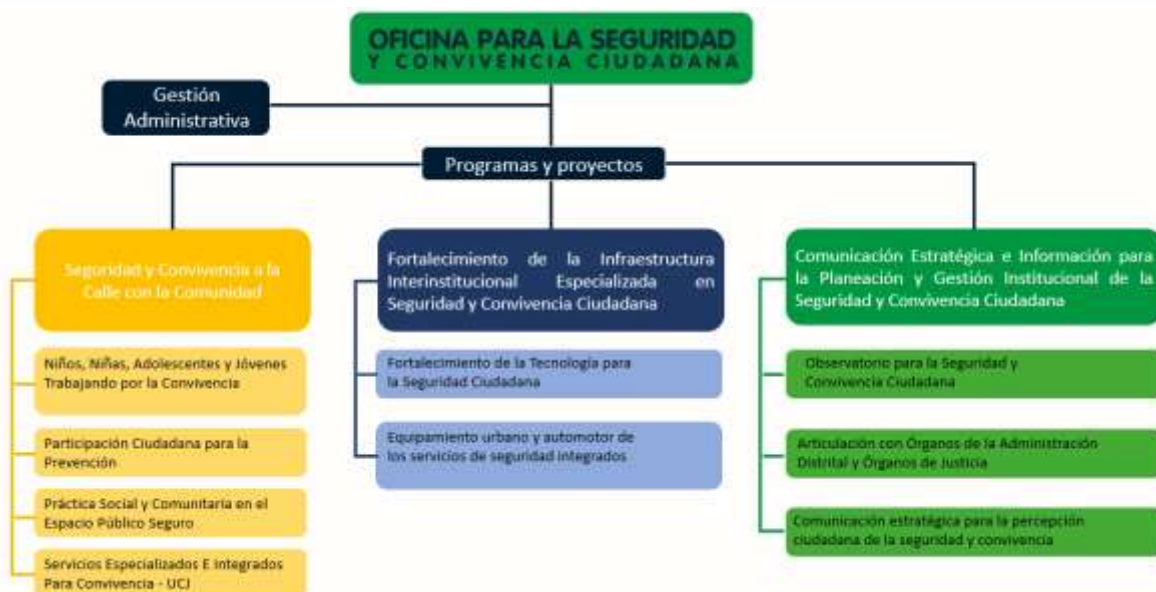 OFICINA PARA LA SEGURIDAD
Y CONVIVENCIA CIUDADANA
Gestión
Administrativa
Programas y proyectos
Seguridad y Convivencia a la
Calle con la Comunidad
Niños, Niñas, Adolescentes y Jóvenes
Trabajando por la Convivencia
Participación Ciudadana para la
Prevención
Práctica Social y Comunitaria en el
Espacio Público Seguro
Servicios Especializados E Integrados
Para Convivencia - UCJ
Fortalecimiento de la Infraestructura
Interinstitucional Especializada en
Seguridad y Convivencia Ciudadana
Fortalecimiento de la Tecnología para
la Seguridad Ciudadana
Equipamiento urbano y automotor de
los servicios de seguridad integrados
Comunicación Estratégica e Información para
la Planeación y Gestión Institucional de la
Seguridad y Convivencia Ciudadana
Observatorio para la Seguridad y
Convivencia Ciudadana
Articulación con Órganos de la Administración
Distrital y Órganos de Justicia
Comunicación estratégica para la percepción
ciudadana de la seguridad y convivencia